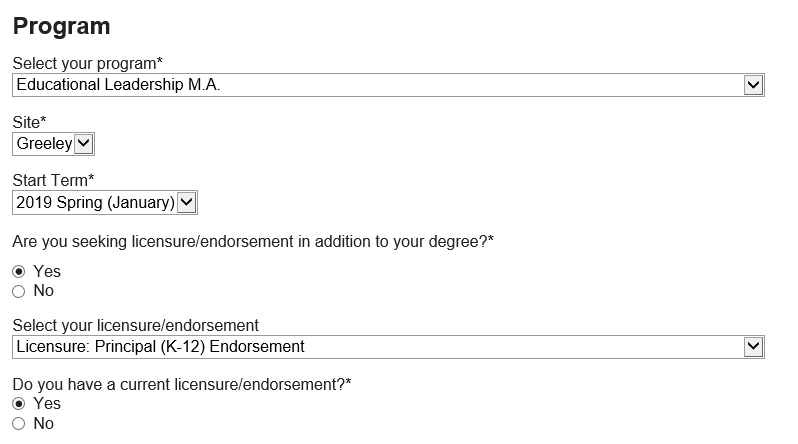 Program
Select your program*
Educational Leadership M.A.
Site*
Greeley
Start Term*
2019 Spring (January)
Are you seeking licensure/endorsement in addition to your degree?*
Yes
No
Select your licensure/endorsement
Licensure: Principal (K-12) Endorsement
Do you have a current licensure/endorsement?*
Yes
No